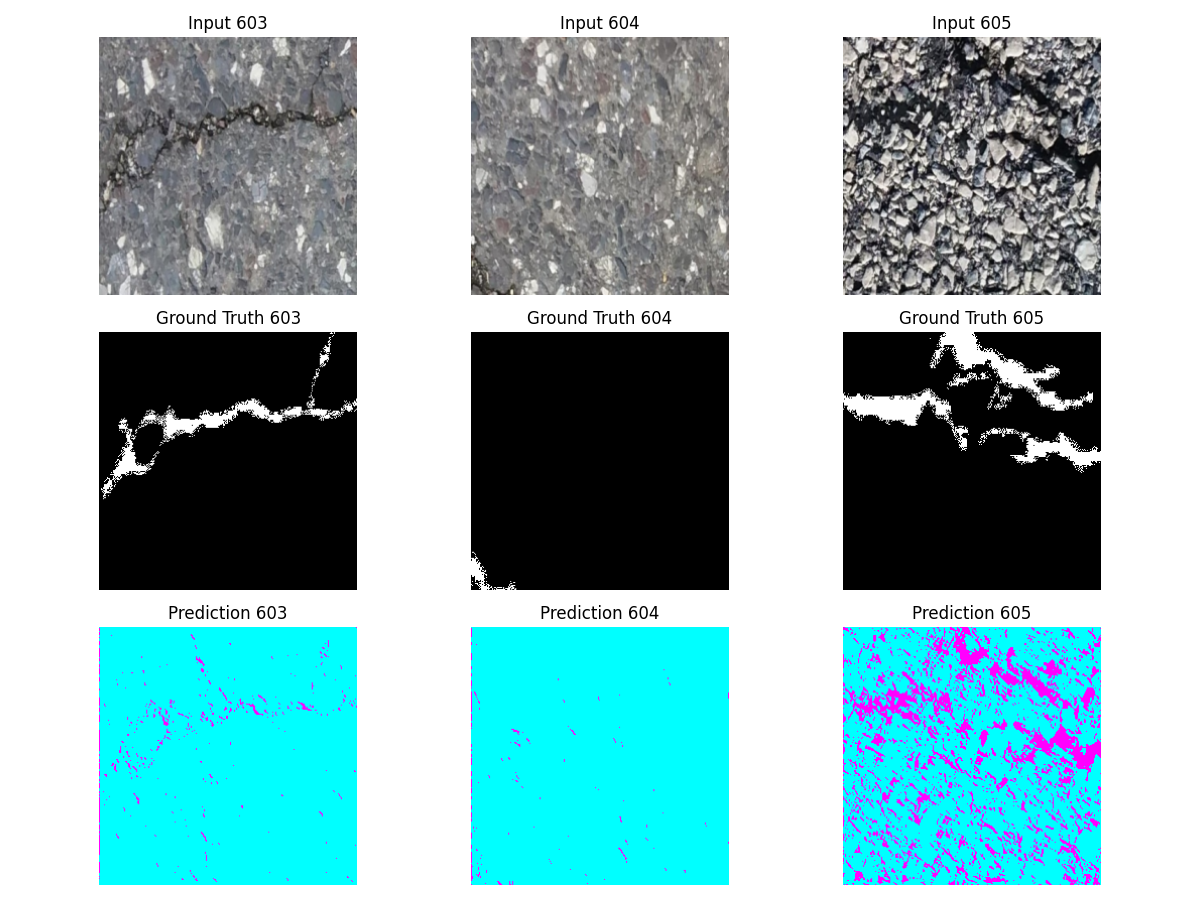 Input 603
Input 604
Input 605
Ground Truth 603
Ground Truth 604
Ground Truth 605
Prediction 603
Prediction 604
Prediction 605